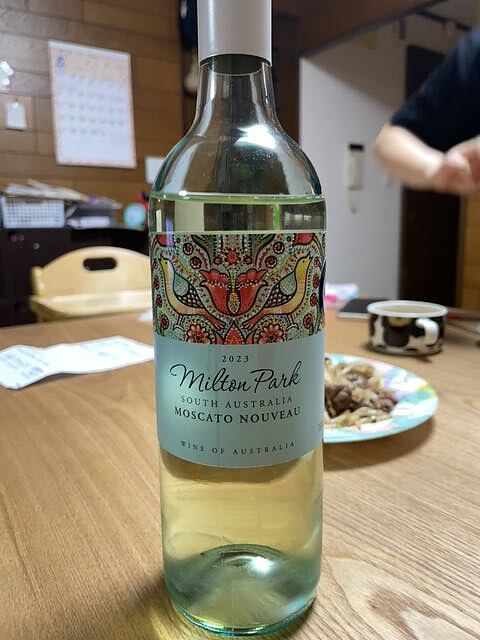 2023
Milton Park
SOUTH AUSTRALIA
MOSCATO NOUVEAU
WINE OF AUSTRALIA